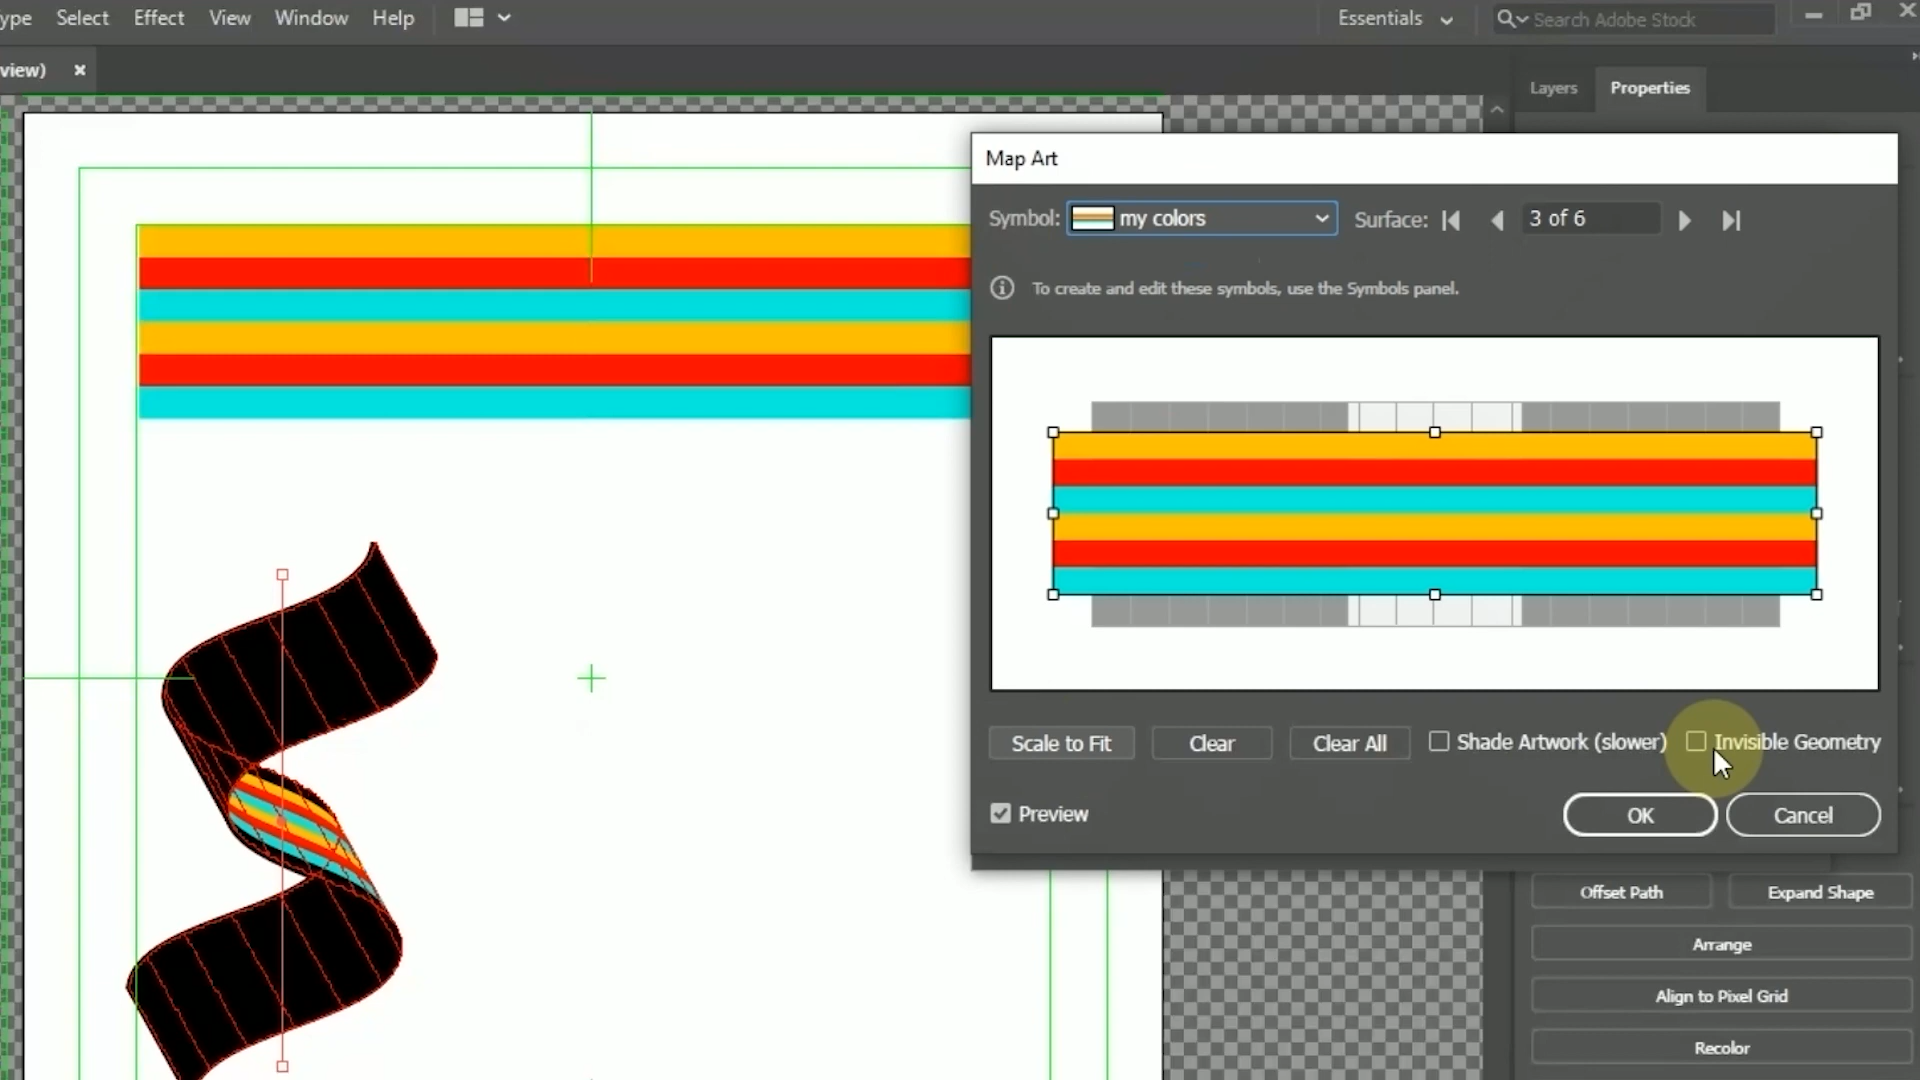 ype Select Effect View Window Help Essentials Search Adobe Stock
view) ×
Layers Properties
Map Art
Symbol: my colors Surface: 3 of 6
To create and edit these symbols, use the Symbols panel.
Scale to Fit Clear Clear All Shade Artwork (slower) Invisible Geometry
Preview OK Cancel
Offset Path Expand Shape
Arrange
Align to Pixel Grid
Recolor